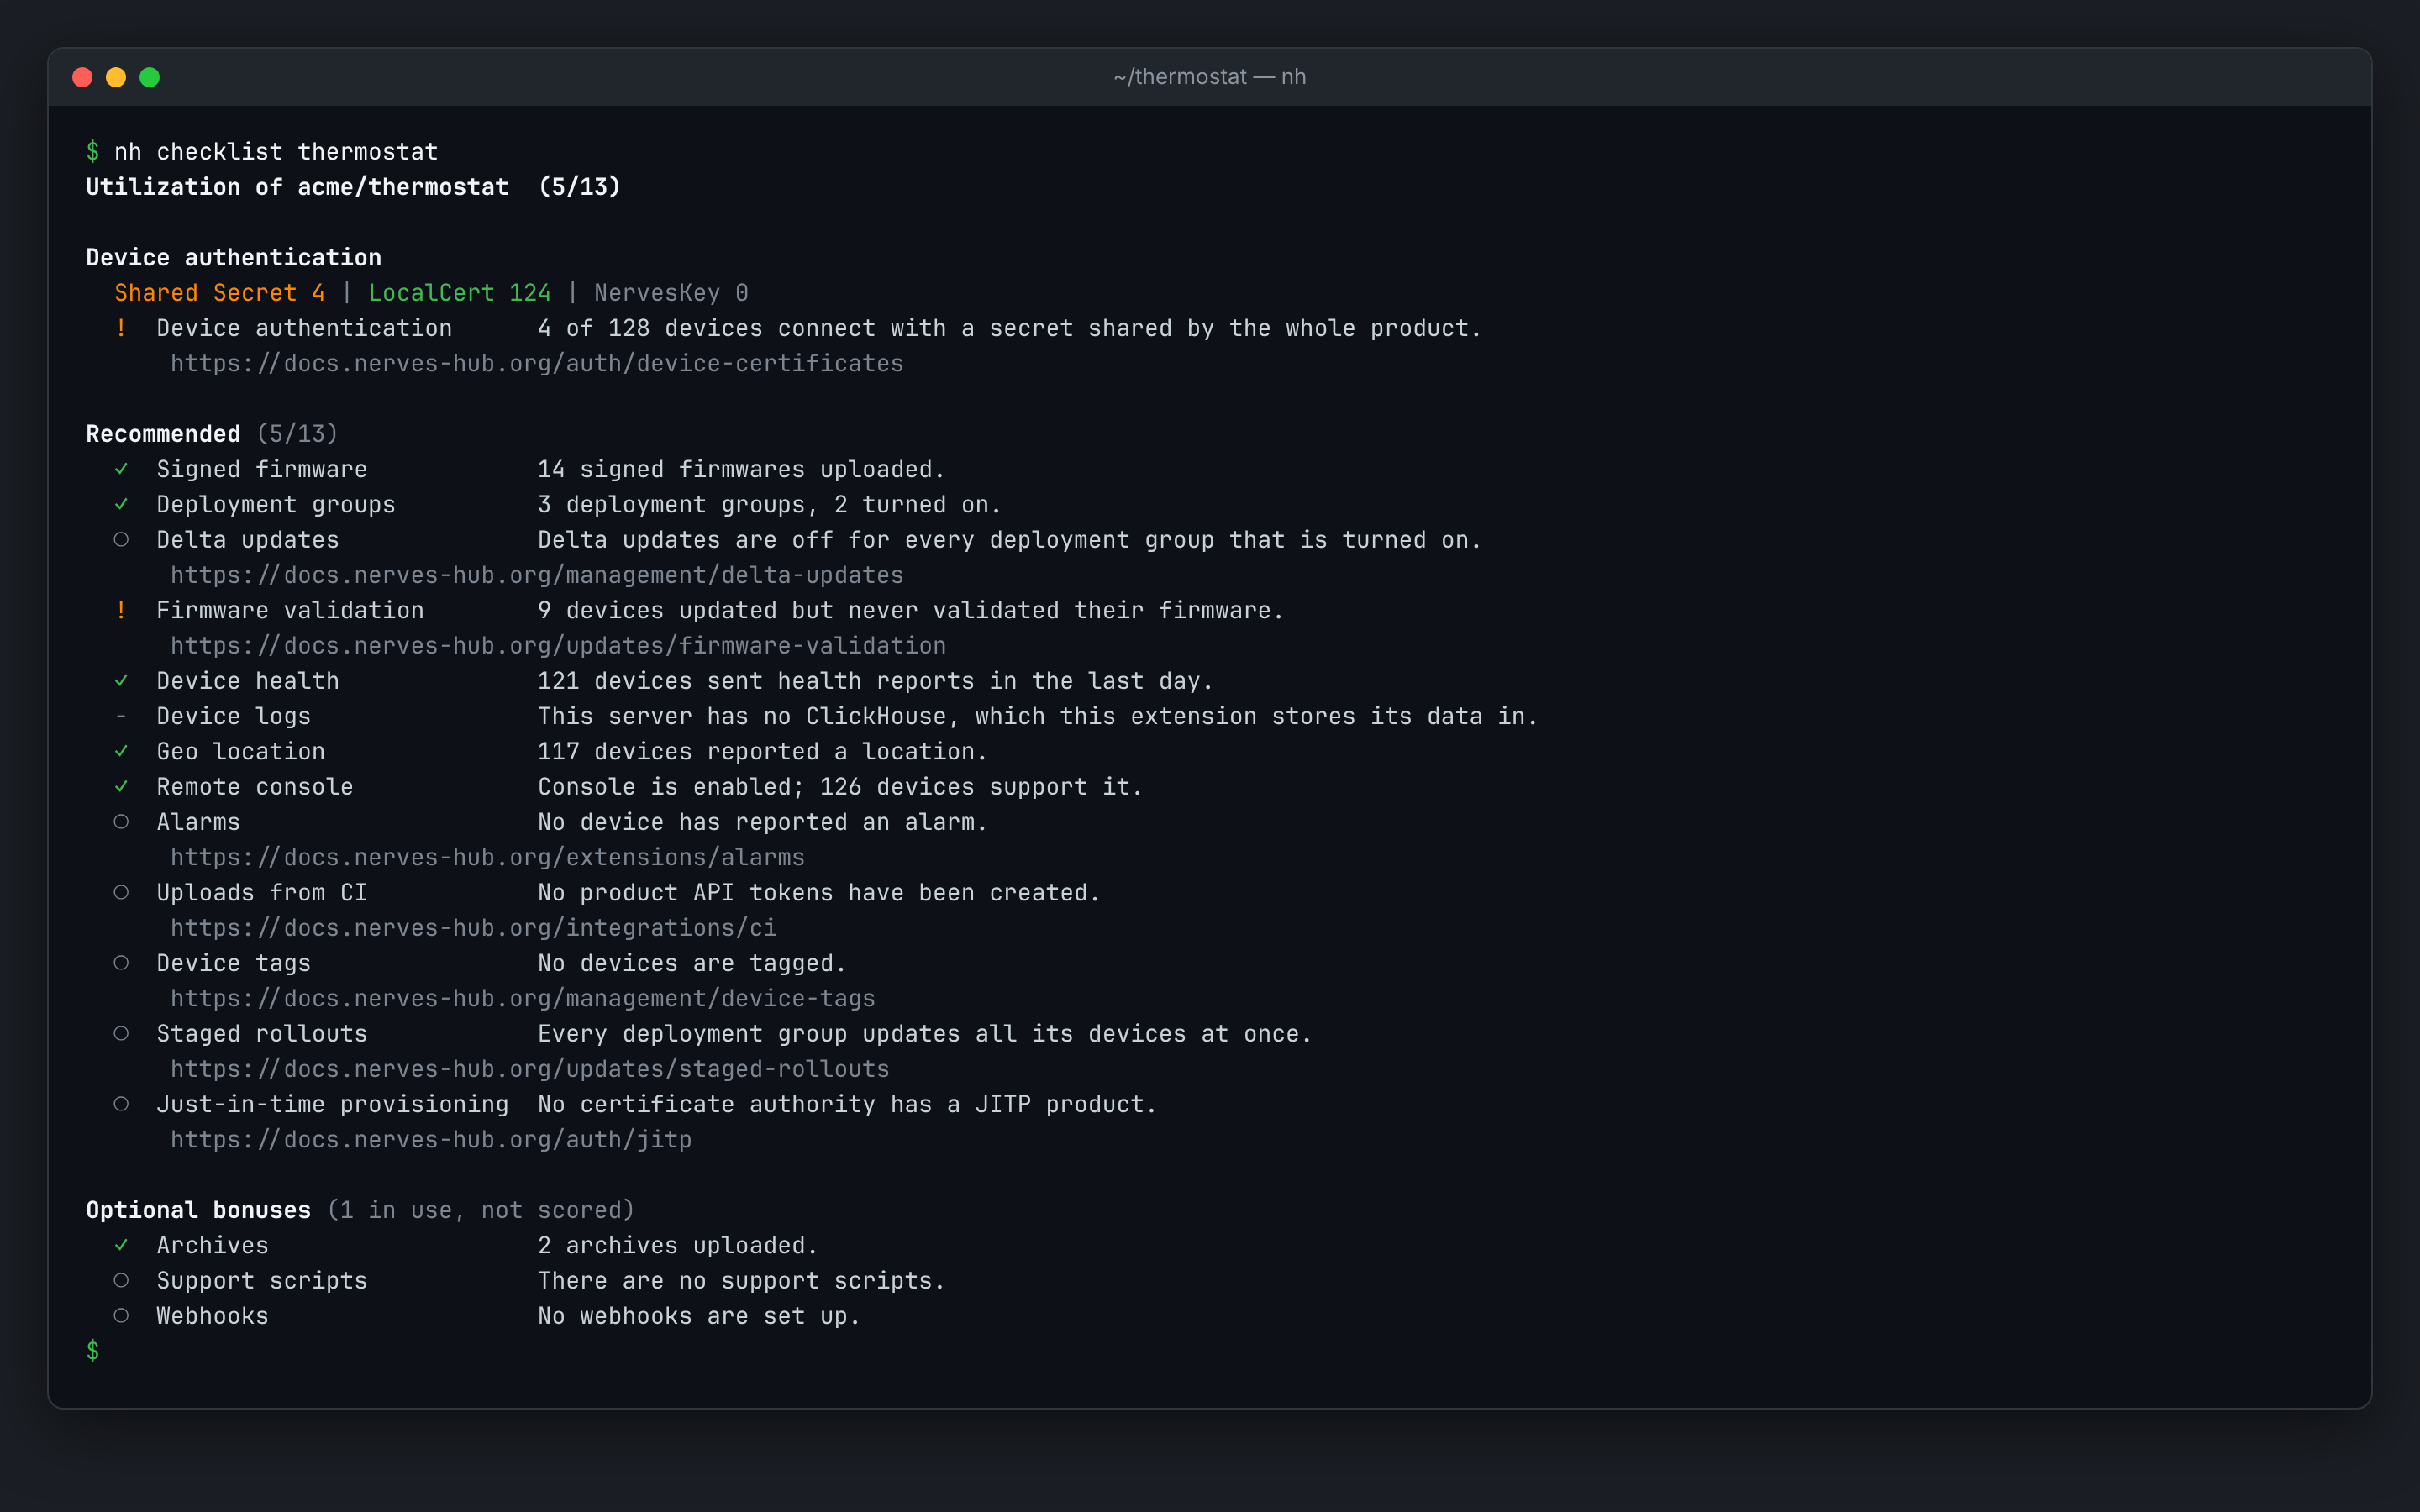 ~/thermostat — nh
$ nh checklist thermostat
Utilization of acme/thermostat  (5/13)
Device authentication
Shared Secret 4 | LocalCert 124 | NervesKey 0
! Device authentication 4 of 128 devices connect with a secret shared by the whole product.
https://docs.nerves-hub.org/auth/device-certificates
Recommended (5/13)
✓ Signed firmware 14 signed firmwares uploaded.
✓ Deployment groups 3 deployment groups, 2 turned on.
○ Delta updates Delta updates are off for every deployment group that is turned on.
https://docs.nerves-hub.org/management/delta-updates
! Firmware validation 9 devices updated but never validated their firmware.
https://docs.nerves-hub.org/updates/firmware-validation
✓ Device health 121 devices sent health reports in the last day.
- Device logs This server has no ClickHouse, which this extension stores its data in.
✓ Geo location 117 devices reported a location.
✓ Remote console Console is enabled; 126 devices support it.
○ Alarms No device has reported an alarm.
https://docs.nerves-hub.org/extensions/alarms
○ Uploads from CI No product API tokens have been created.
https://docs.nerves-hub.org/integrations/ci
○ Device tags No devices are tagged.
https://docs.nerves-hub.org/management/device-tags
○ Staged rollouts Every deployment group updates all its devices at once.
https://docs.nerves-hub.org/updates/staged-rollouts
○ Just-in-time provisioning No certificate authority has a JITP product.
https://docs.nerves-hub.org/auth/jitp
Optional bonuses (1 in use, not scored)
✓ Archives 2 archives uploaded.
○ Support scripts There are no support scripts.
○ Webhooks No webhooks are set up.
$